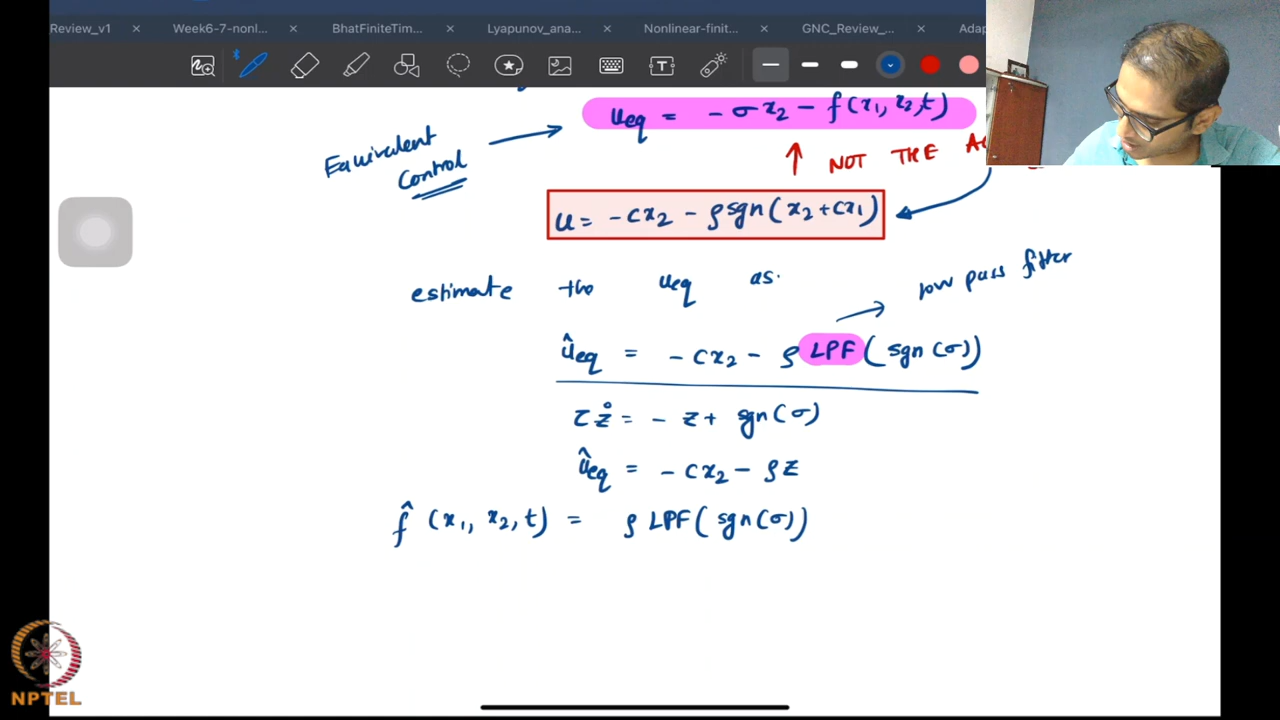 Review_v1 × Week6-7-nonl... × BhatFiniteTim... × Lyapunov_ana... × Nonlinear-finit... × GNC_Review_... × Adap
ueq = - σx₂ - f(x₁, x₂, t)
Equivalent Control
NOT THE
u = -cx₂ - ρ sgn(x₂ + cx₁)
estimate the ueq as.
low pass filter
ûeq = - cx₂ - ρ LPF(sgn(σ))
τż = - z + sgn(σ)
ûeq = - cx₂ - ρz
f̂(x₁, x₂, t) = ρ LPF(sgn(σ))
NPTEL